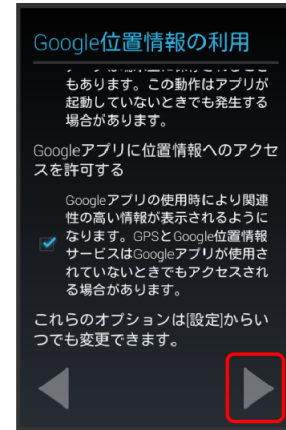 Google位置情報の利用
もあります。この動作はアプリが
起動していないときでも発生する
場合があります。
Googleアプリに位置情報へのアクセ
スを許可する
Googleアプリの使用時により関連
性の高い情報が表示されるように
なります。GPSとGoogle位置情報
サービスはGoogleアプリが使用さ
れていないときでもアクセスされ
る場合があります。
これらのオプションは[設定]からい
つでも変更できます。